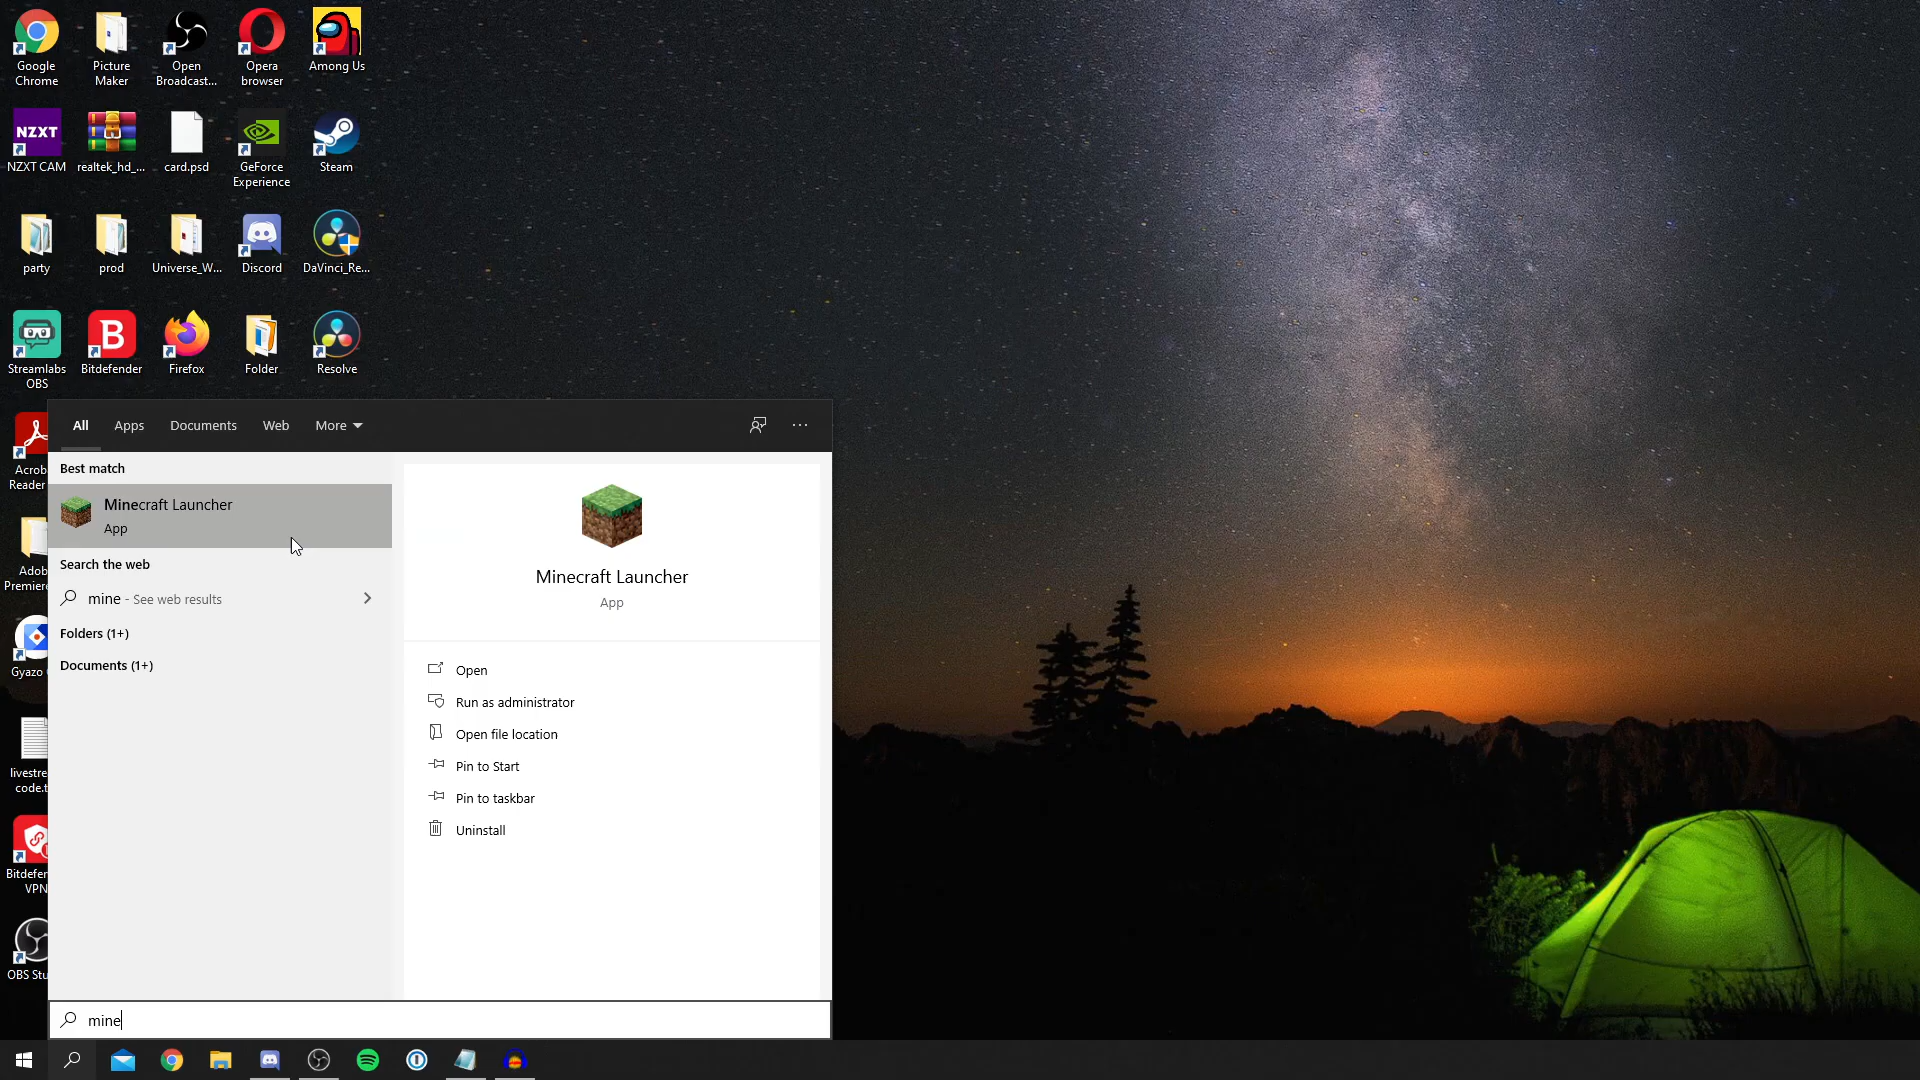 Google
Chrome
Picture
Maker
Open
Broadcast...
Opera
browser
Among Us
NZXT
NZXT CAM
realtek_hd_...
card.psd
GeForce
Experience
Steam
party
prod
Universe_W...
Discord
DaVinci_Re...
Streamlabs
OBS
B
Bitdefender
Firefox
Folder
Resolve
Acrob
Reader
Adob
Premiere
Gyazo
livestre
code.t
Bitdefen
VPN
OBS Stu
All
Apps
Documents
Web
More
Best match
Minecraft Launcher
App
Search the web
mine - See web results
Folders (1+)
Documents (1+)
Minecraft Launcher
App
Open
Run as administrator
Open file location
Pin to Start
Pin to taskbar
Uninstall
mine